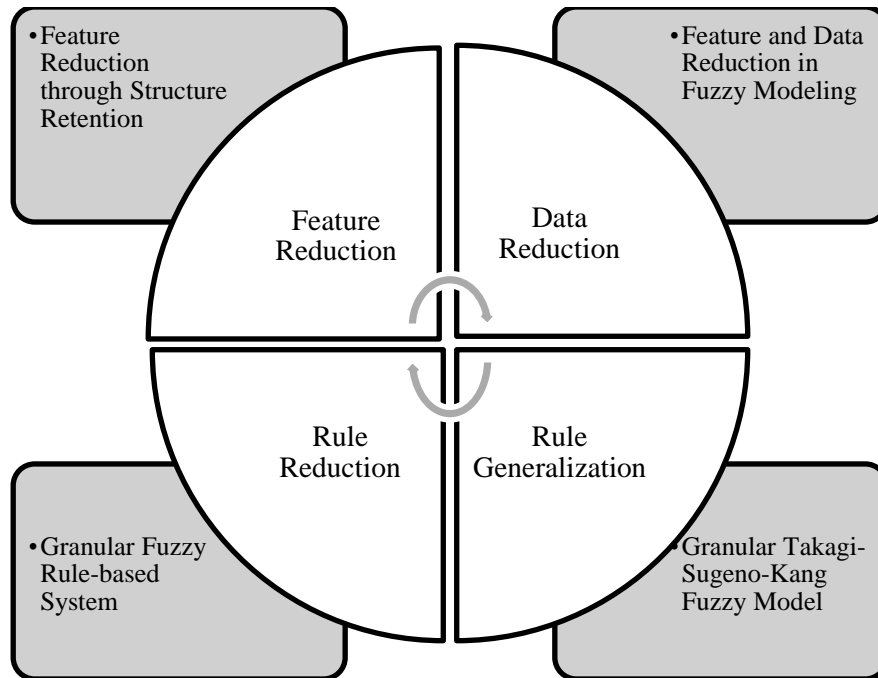 •Feature
Reduction
through Structure
Retention
•Feature and Data
Reduction in
Fuzzy Modeling
Feature
Reduction
Data
Reduction
Rule
Reduction
Rule
Generalization
•Granular Fuzzy
Rule-based
System
•Granular Takagi-
Sugeno-Kang
Fuzzy Model